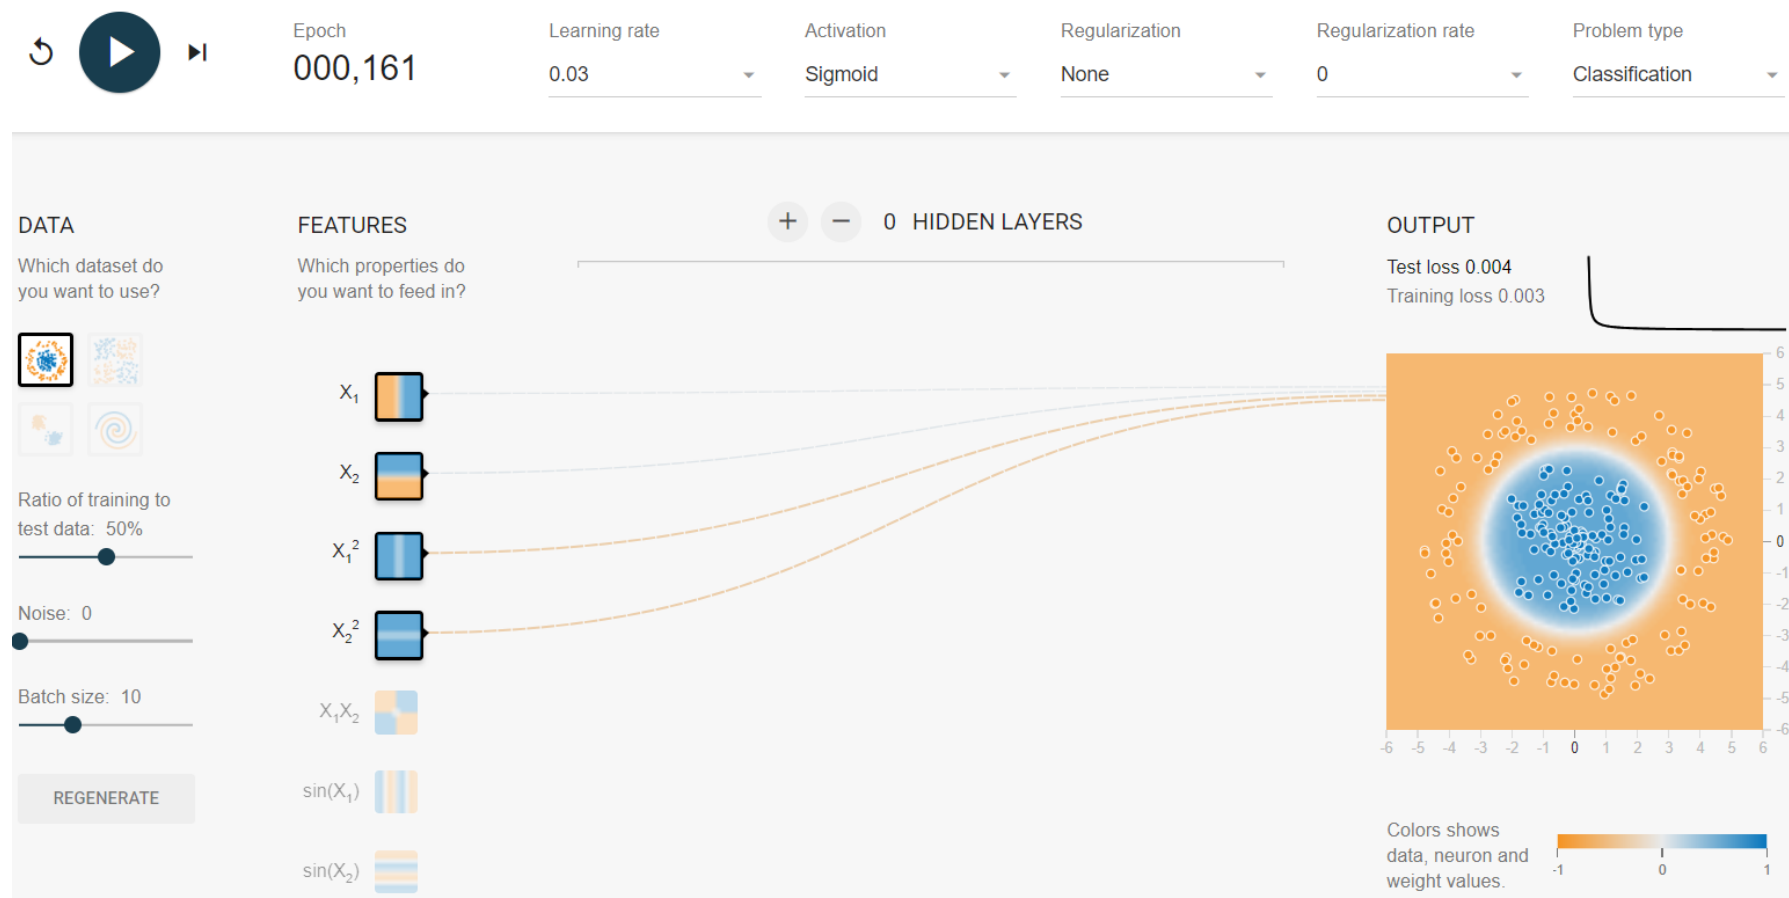 Epoch
000,161
Learning rate
0.03
Activation
Sigmoid
Regularization
None
Regularization rate
0
Problem type
Classification
DATA
Which dataset do
you want to use?
Ratio of training to
test data: 50%
Noise: 0
Batch size: 10
REGENERATE
FEATURES
Which properties do
you want to feed in?
X₁
X₂
X₁²
X₂²
X₁X₂
sin(X₁)
sin(X₂)
+ − 0 HIDDEN LAYERS
OUTPUT
Test loss 0.004
Training loss 0.003
6
5
4
3
2
1
0
-1
-2
-3
-4
-5
-6
-6 -5 -4 -3 -2 -1 0 1 2 3 4 5 6
Colors shows
data, neuron and
weight values.
-1 0 1